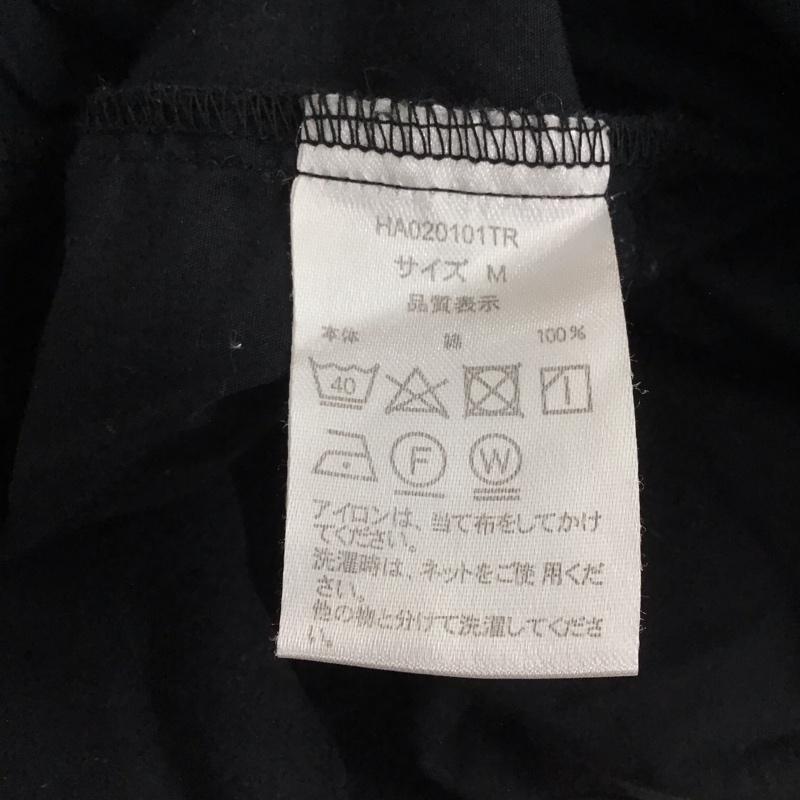 HA020101TR
サイズ M
品質表示
本体 綿 100%
40
F W
アイロンは、当て布をしてかけ
てください。
洗濯時は、ネットをご使 用くだ
さい。
他の物と分けて洗濯してくださ
い。